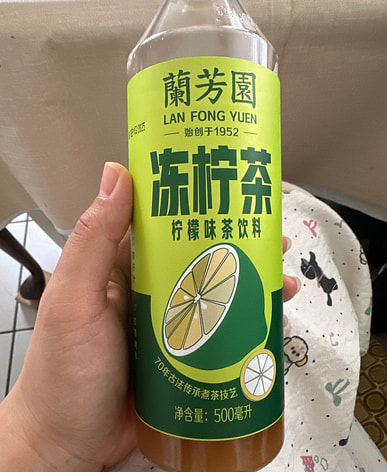 蘭芳園
LAN FONG YUEN
始创于1952
冻柠茶
柠檬味茶饮料
70年古法传承煮茶技艺
净含量：500毫升